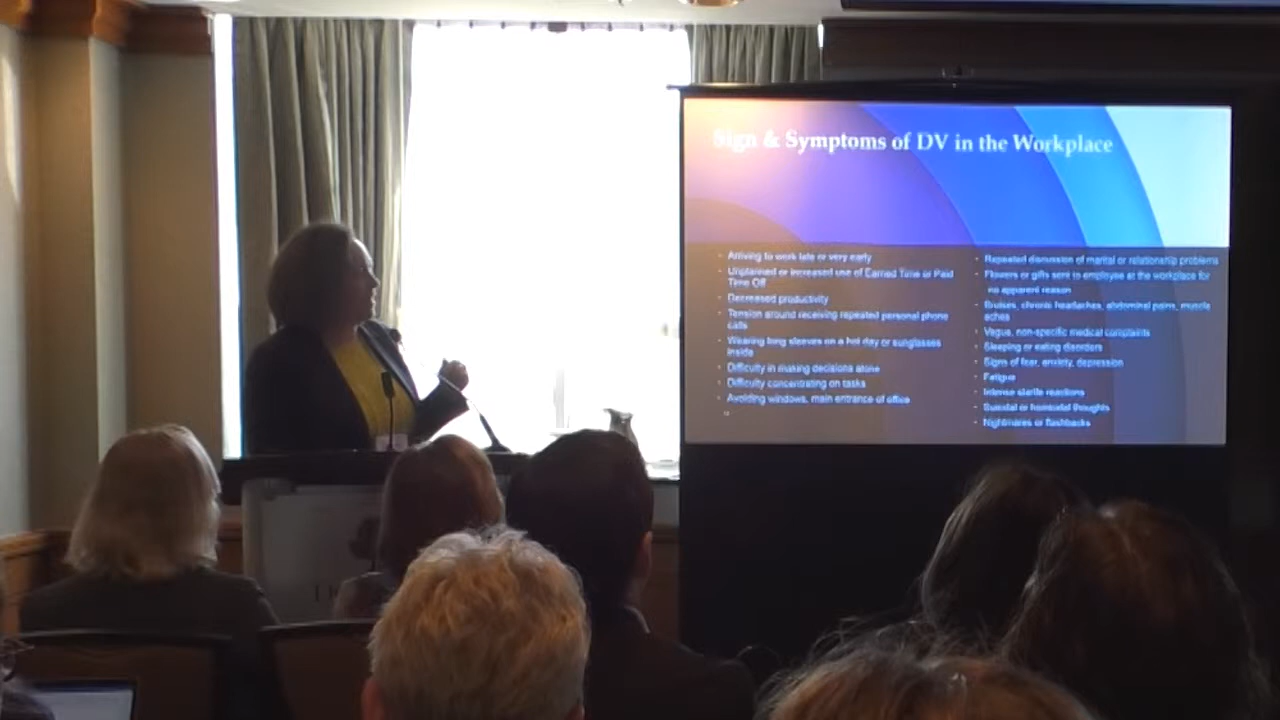 Sign & Symptoms of DV in the Workplace
Arriving to work late or very early
Unplanned or increased use of Earned Time or Paid
Time Off
Decreased productivity
Tension around receiving repeated personal phone
calls
Wearing long sleeves on a hot day or sunglasses
inside
Difficulty in making decisions alone
Difficulty concentrating on tasks
Avoiding windows, main entrance of office
Repeated discussion of marital or relationship problems
Flowers or gifts sent to employee at the workplace for
no apparent reason
Bruises, chronic headaches, abdominal pains, muscle
aches
Vague, non-specific medical complaints
Sleeping or eating disorders
Signs of fear, anxiety, depression
Fatigue
Intense startle reactions
Suicidal or homicidal thoughts
Nightmares or flashbacks